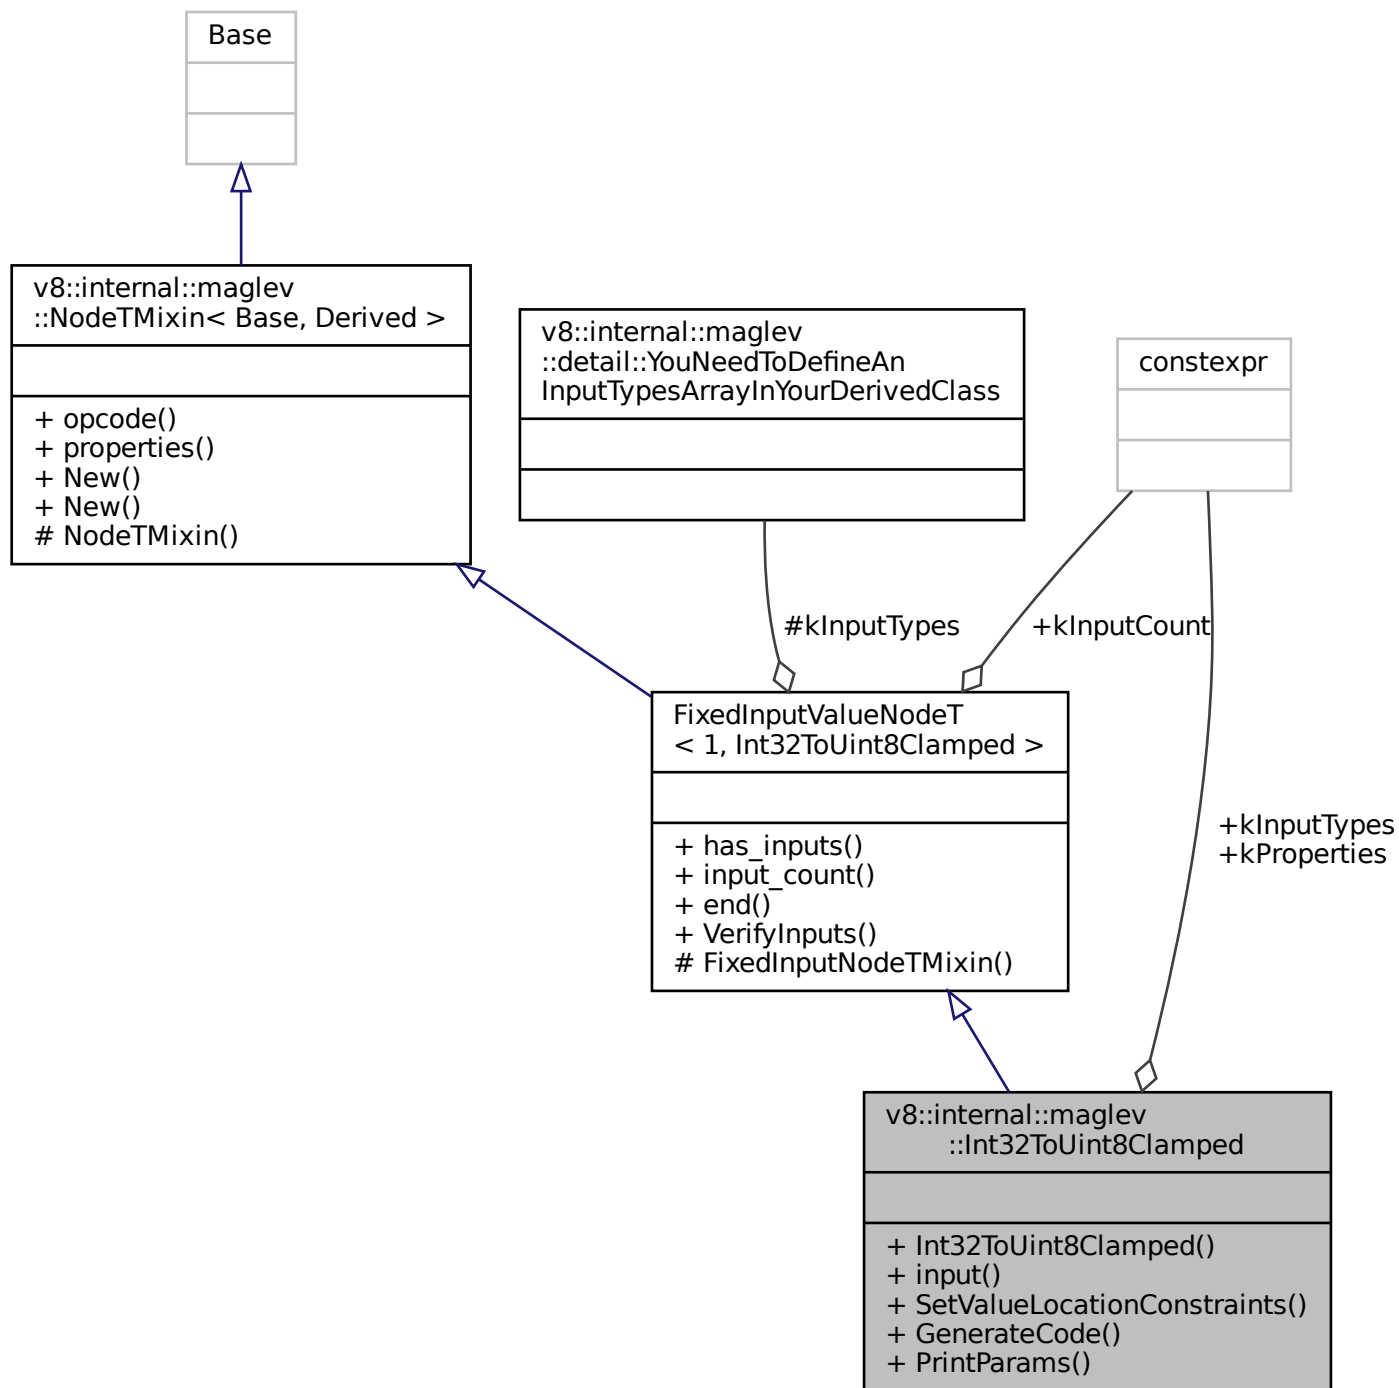 Base
v8::internal::maglev
::NodeTMixin< Base, Derived >
+ opcode()
+ properties()
+ New()
+ New()
# NodeTMixin()
v8::internal::maglev
::detail::YouNeedToDefineAn
InputTypesArrayInYourDerivedClass
constexpr
#kInputTypes
+kInputCount
FixedInputValueNodeT
< 1, Int32ToUint8Clamped >
+ has_inputs()
+ input_count()
+ end()
+ VerifyInputs()
# FixedInputNodeTMixin()
+kInputTypes
+kProperties
v8::internal::maglev
::Int32ToUint8Clamped
+ Int32ToUint8Clamped()
+ input()
+ SetValueLocationConstraints()
+ GenerateCode()
+ PrintParams()